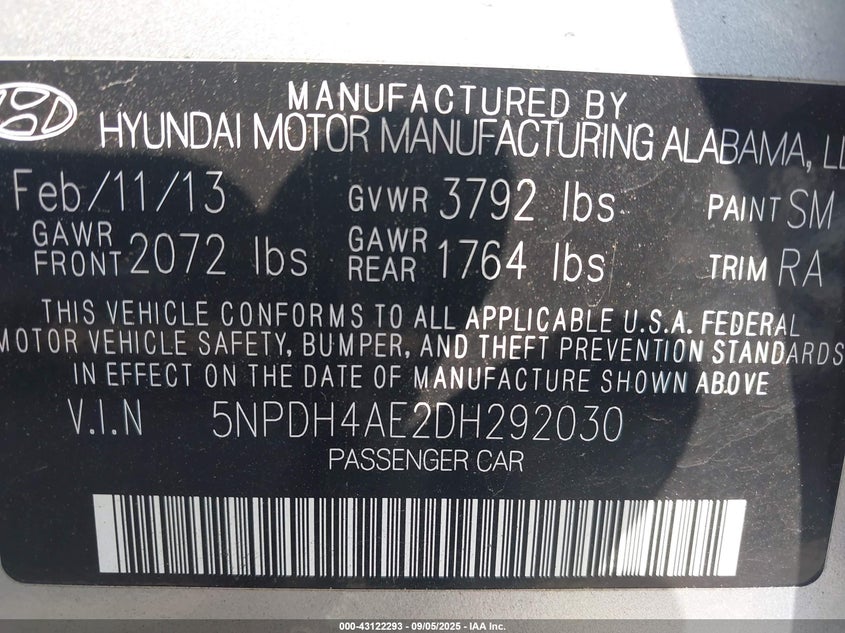 MANUFACTURED BY
HYUNDAI MOTOR MANUFACTURING ALABAMA, LL
Feb/11/13 GVWR 3792 lbs PAINT SM
GAWR FRONT 2072 lbs GAWR REAR 1764 lbs TRIM RA
THIS VEHICLE CONFORMS TO ALL APPLICABLE U.S.A. FEDERAL
MOTOR VEHICLE SAFETY, BUMPER, AND THEFT PREVENTION STANDARDS
IN EFFECT ON THE DATE OF MANUFACTURE SHOWN ABOVE
V.I.N 5NPDH4AE2DH292030
PASSENGER CAR
000-43122293 - 09/05/2025 - IAA Inc.